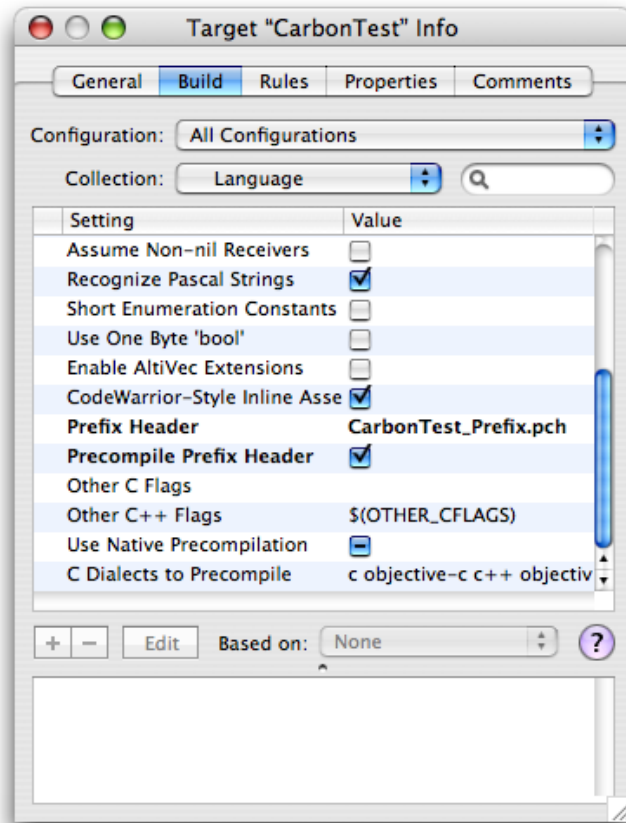 Target “CarbonTest” Info
General Build Rules Properties Comments
Configuration: All Configurations
Collection: Language
Setting Value
Assume Non-nil Receivers
Recognize Pascal Strings
Short Enumeration Constants
Use One Byte 'bool'
Enable AltiVec Extensions
CodeWarrior-Style Inline Asse
Prefix Header CarbonTest_Prefix.pch
Precompile Prefix Header
Other C Flags
Other C++ Flags $(OTHER_CFLAGS)
Use Native Precompilation
C Dialects to Precompile c objective-c c++ objectiv
+ − Edit Based on: None ?